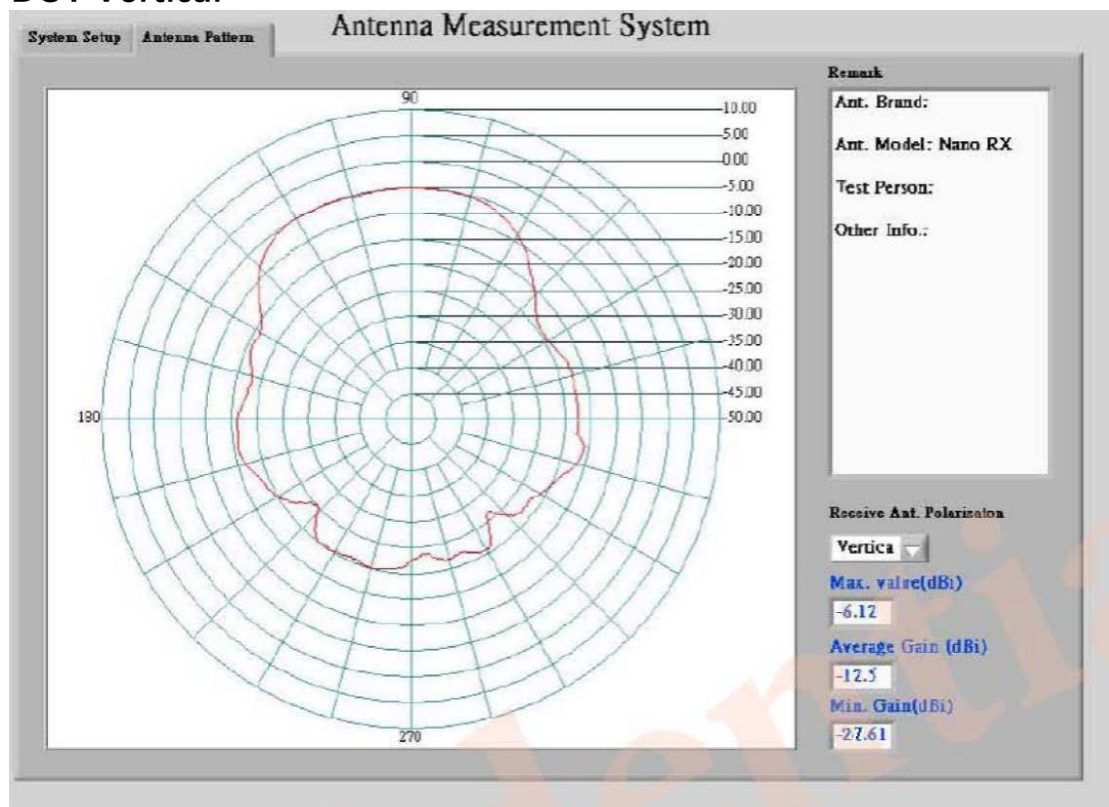 System Setup
Antenna Pattern
Antenna Measurement System
90
10.00
5.00
0.00
-5.00
-10.00
-15.00
-20.00
-25.00
-30.00
-35.00
-40.00
-45.00
-50.00
180
270
Remark
Ant. Brand:
Ant. Model: Nano RX
Test Person:
Other Info.:
Receive Ant. Polarizaton
Vertica
Max. value(dBi)
-6.12
Average Gain (dBi)
-12.5
Min. Gain(dBi)
-27.61